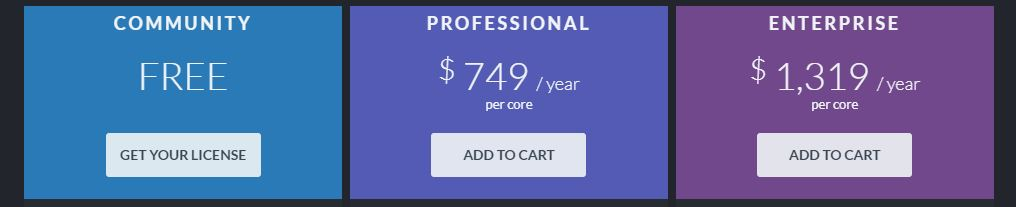 COMMUNITY
FREE
GET YOUR LICENSE
PROFESSIONAL
$ 749 / year
per core
ADD TO CART
ENTERPRISE
$ 1,319 / year
per core
ADD TO CART